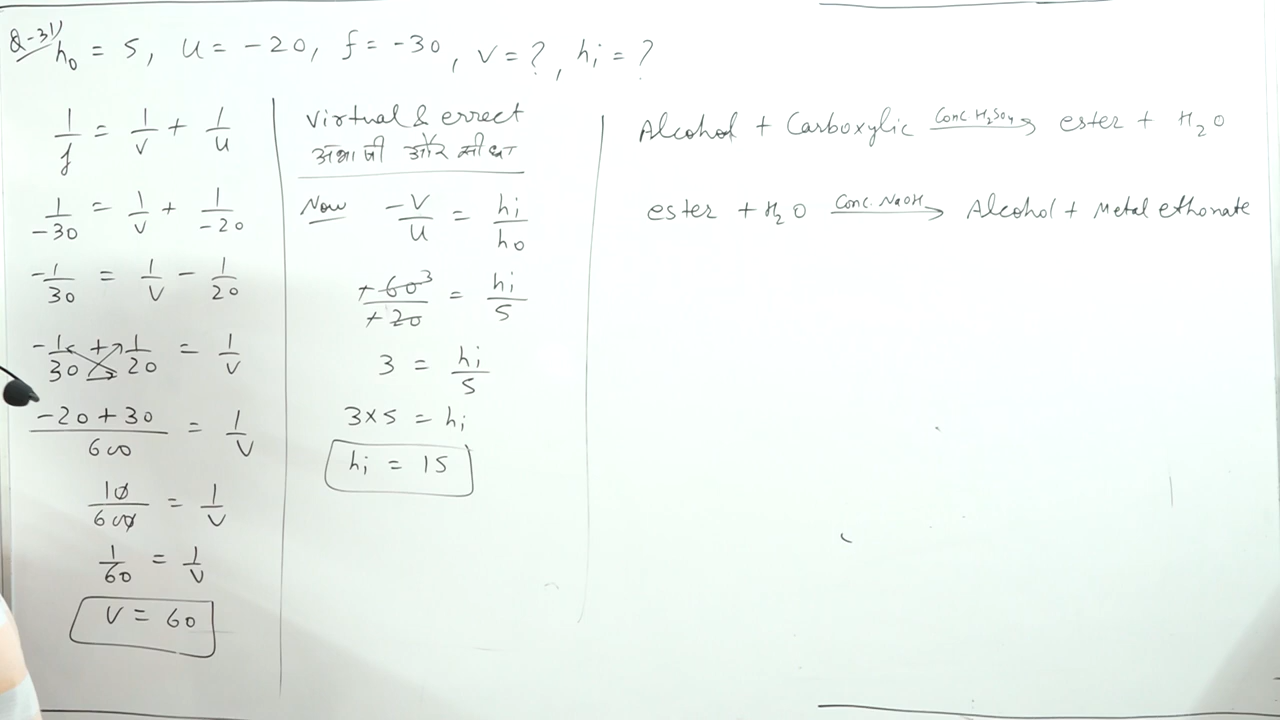 Q-31) h₀ = 5, u = -20, f = -30, v = ?, hᵢ = ?
1/f = 1/v + 1/u
1/-30 = 1/v + 1/-20
-1/30 = 1/v - 1/20
-1/30 + 1/20 = 1/v
-20+30/600 = 1/v
10/600 = 1/v
1/60 = 1/v
v = 60
virtual & errect
और
Now -v/u = hᵢ/h₀
+60 3/+20 = hᵢ/5
3 = hᵢ/5
3×5 = hᵢ
hᵢ = 15
Alcohol + Carboxylic Conc H₂SO₄→ ester + H₂O
ester + H₂O Conc. NaOH→ Alcohol + Metal ethonate